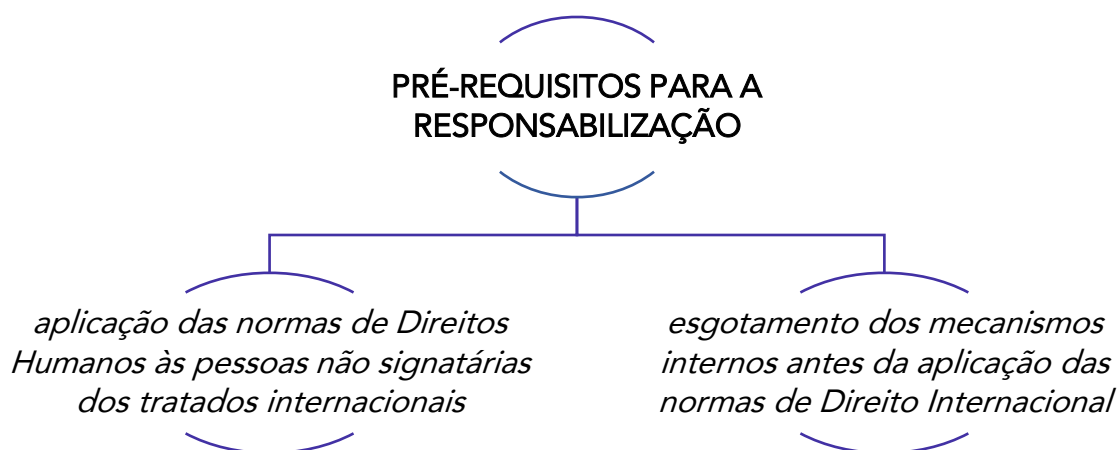 PRÉ-REQUISITOS PARA A
RESPONSABILIZAÇÃO
aplicação das normas de Direitos
Humanos às pessoas não signatárias
dos tratados internacionais
esgotamento dos mecanismos
internos antes da aplicação das
normas de Direito Internacional